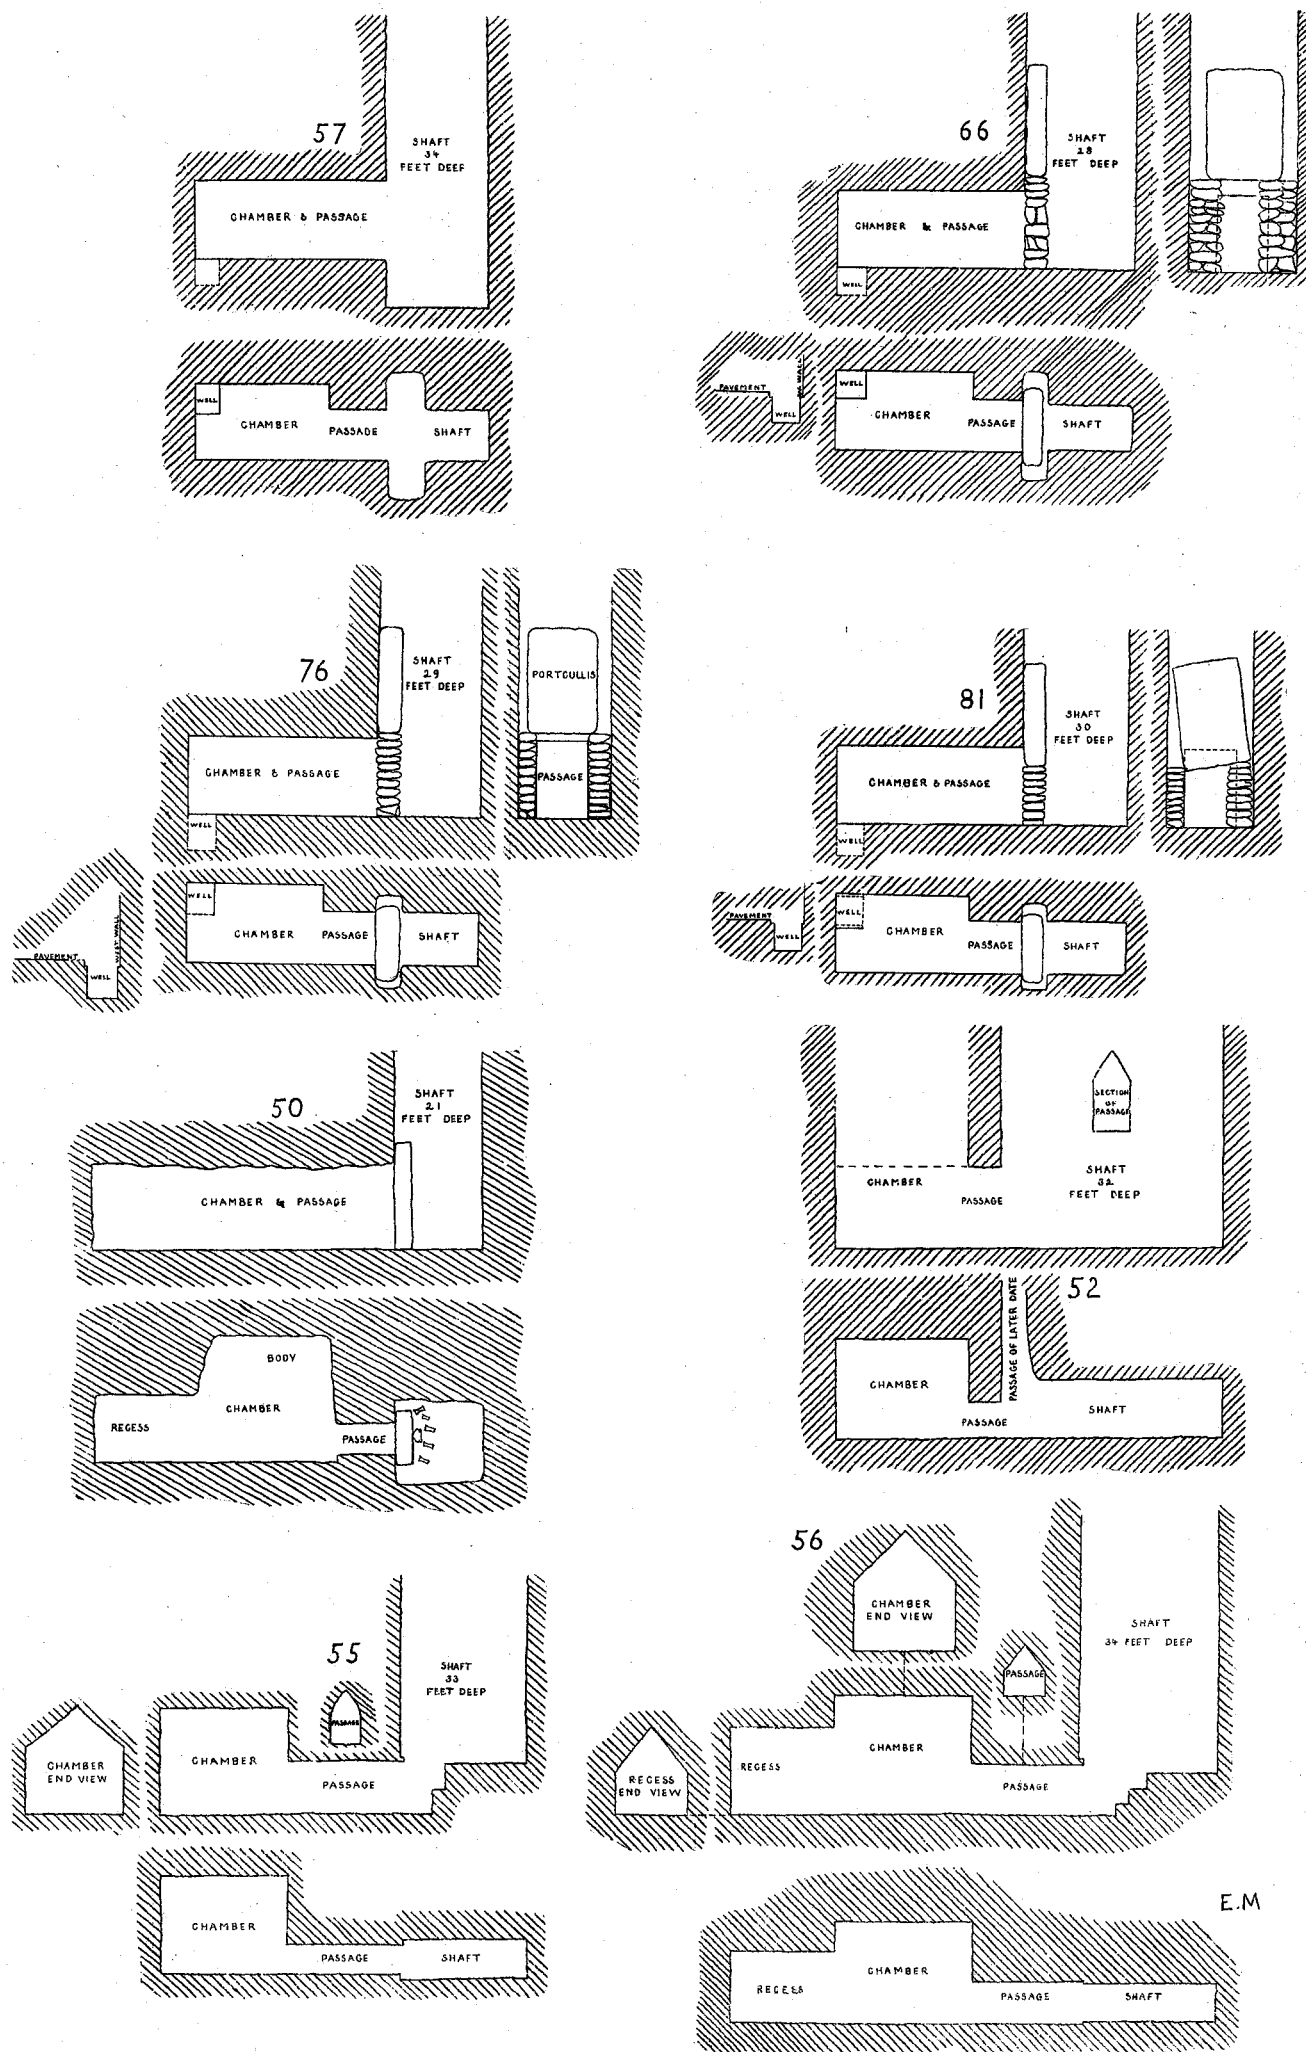 57
SHAFT
34
FEET DEEP
CHAMBER & PASSAGE
WELL
CHAMBER
PASSAGE
SHAFT
66
SHAFT
28
FEET DEEP
CHAMBER & PASSAGE
WELL
PAVEMENT
WALL
WELL
WELL
CHAMBER
PASSAGE
SHAFT
76
SHAFT
29
FEET DEEP
PORTCULLIS
CHAMBER & PASSAGE
PASSAGE
WELL
PAVEMENT
WELL
WEST WALL
WELL
CHAMBER
PASSAGE
SHAFT
81
SHAFT
30
FEET DEEP
CHAMBER & PASSAGE
WELL
PAVEMENT
WELL
WELL
CHAMBER
PASSAGE
SHAFT
50
SHAFT
21
FEET DEEP
CHAMBER & PASSAGE
BODY
CHAMBER
RECESS
PASSAGE
SECTION
OF
PASSAGE
CHAMBER
PASSAGE
SHAFT
32
FEET DEEP
52
PASSAGE OF LATER DATE
CHAMBER
PASSAGE
SHAFT
55
SHAFT
33
FEET DEEP
PASSAGE
CHAMBER
END VIEW
CHAMBER
PASSAGE
CHAMBER
PASSAGE
SHAFT
56
CHAMBER
END VIEW
PASSAGE
SHAFT
34 FEET DEEP
RECESS
END VIEW
RECESS
CHAMBER
PASSAGE
E.M
RECESS
CHAMBER
PASSAGE
SHAFT